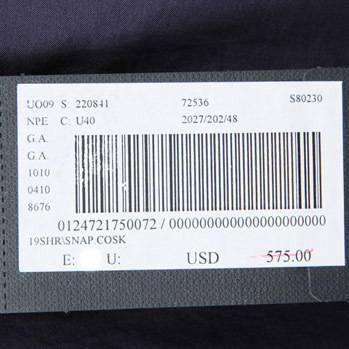 UO09 S: 220841 72536 S80230
NPE C: U40 2027/202/48
G.A.
G.A.
1010
0410
8676
0124721750072 / 000000000000000000000
19SHR\SNAP.COSK
E: U: USD 575.00